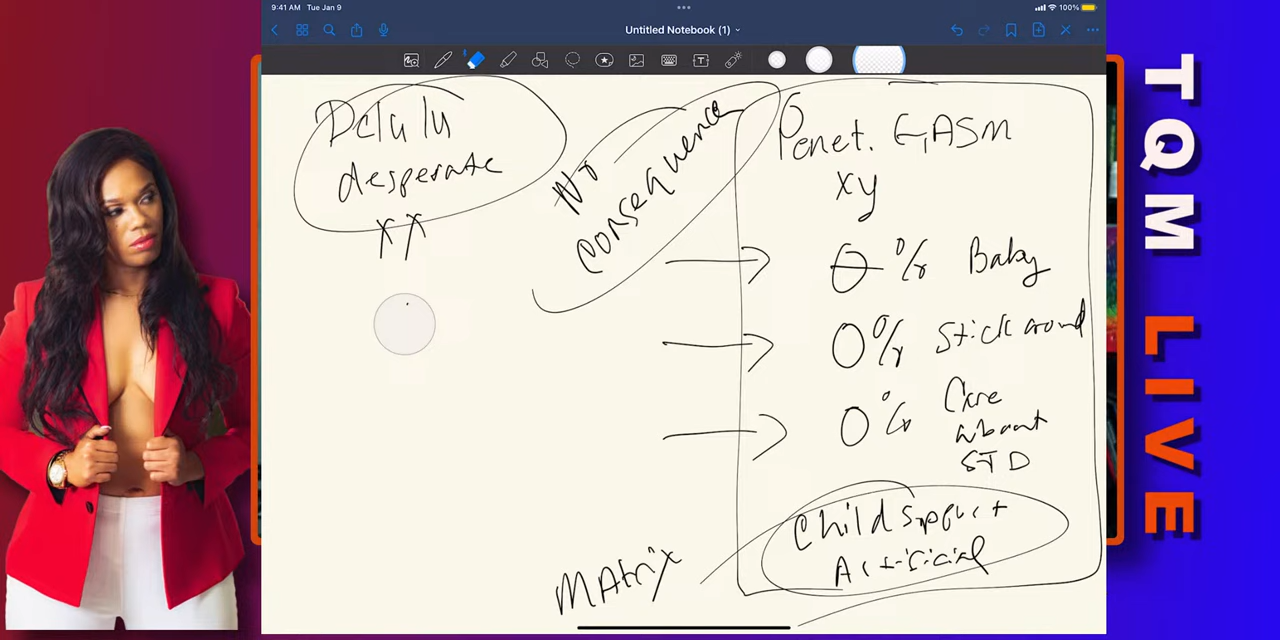 9:41 AM Tue Jan 9
100%
Untitled Notebook (1)
Delulu
desperate
xx
No
consequence
Penet. GASM
xy
0% Baby
0% Stick around
0% Care
about
STD
Child Support
Artificial
MAtrix
TQM LIVE